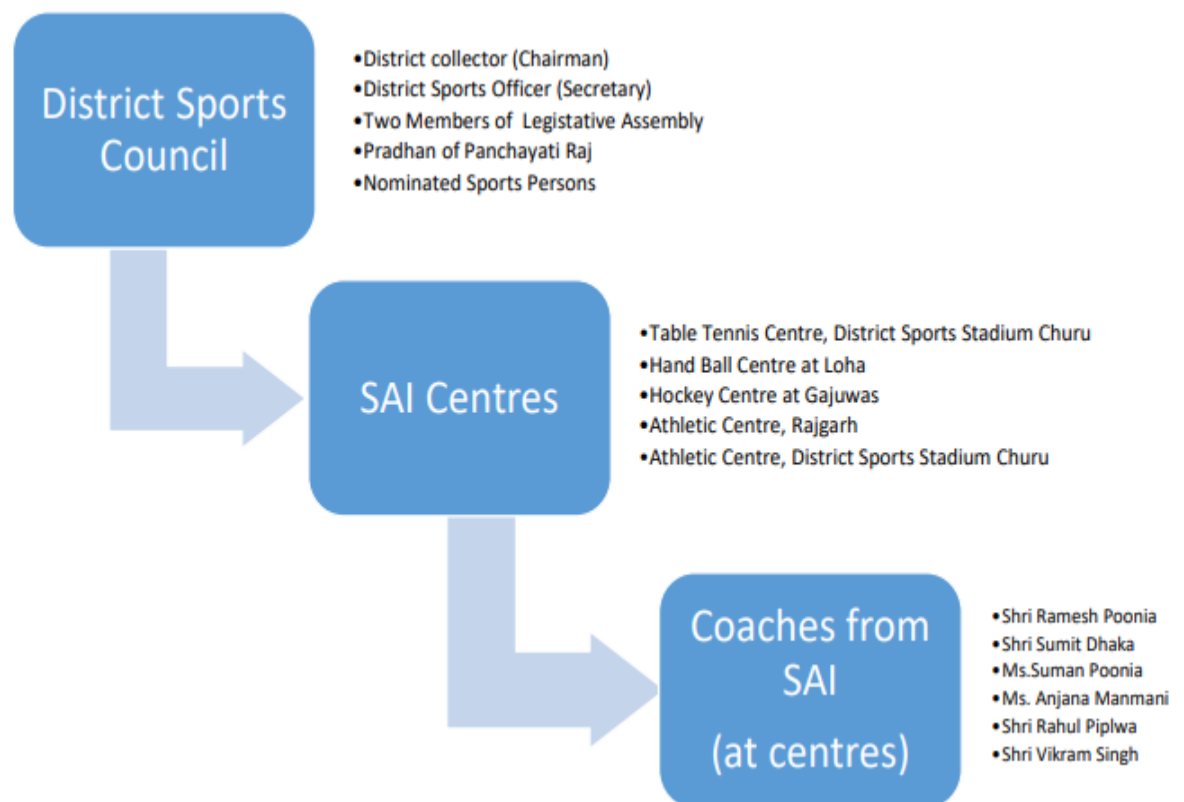 District Sports
Council
•District collector (Chairman)
•District Sports Officer (Secretary)
•Two Members of Legistative Assembly
•Pradhan of Panchayati Raj
•Nominated Sports Persons
SAI Centres
•Table Tennis Centre, District Sports Stadium Churu
•Hand Ball Centre at Loha
•Hockey Centre at Gajuwas
•Athletic Centre, Rajgarh
•Athletic Centre, District Sports Stadium Churu
Coaches from
SAI
(at centres)
•Shri Ramesh Poonia
•Shri Sumit Dhaka
•Ms.Suman Poonia
•Ms. Anjana Manmani
•Shri Rahul Piplwa
•Shri Vikram Singh